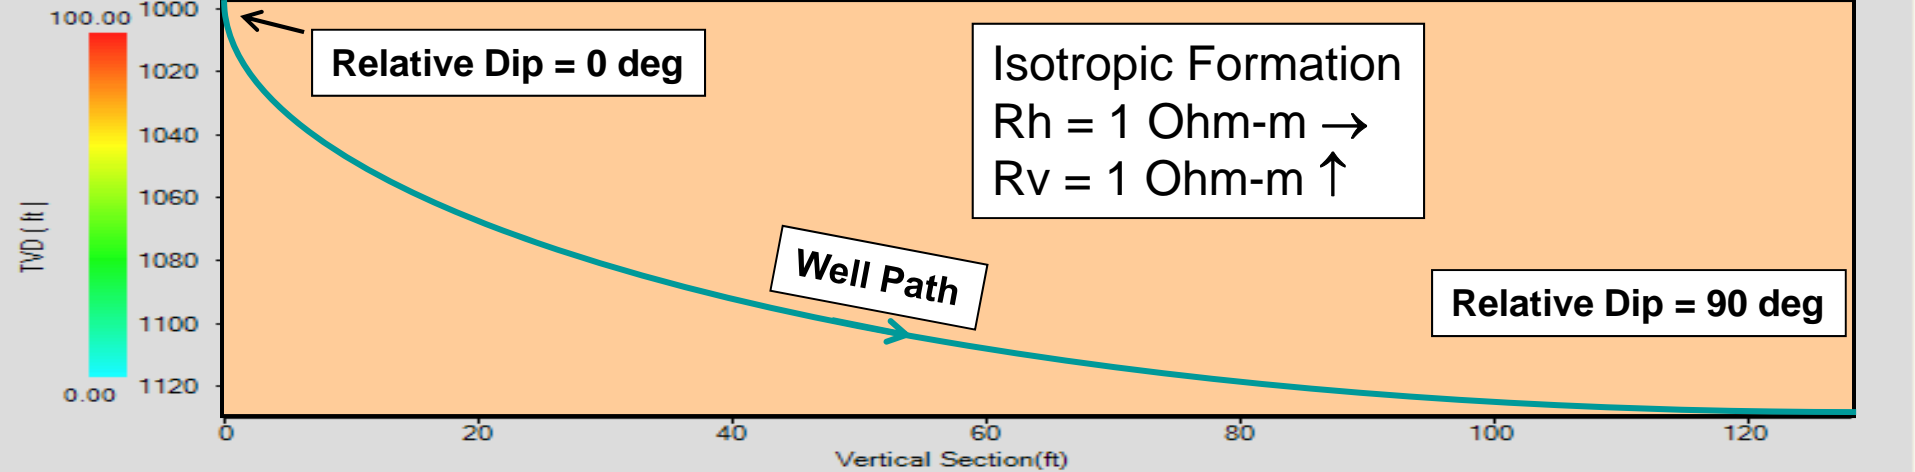 100.00
0.00
TVD ( ft )
1000
1020
1040
1060
1080
1100
1120
Relative Dip = 0 deg
Isotropic Formation
Rh = 1 Ohm-m →
Rv = 1 Ohm-m ↑
Well Path
Relative Dip = 90 deg
0
20
40
60
80
100
120
Vertical Section(ft)